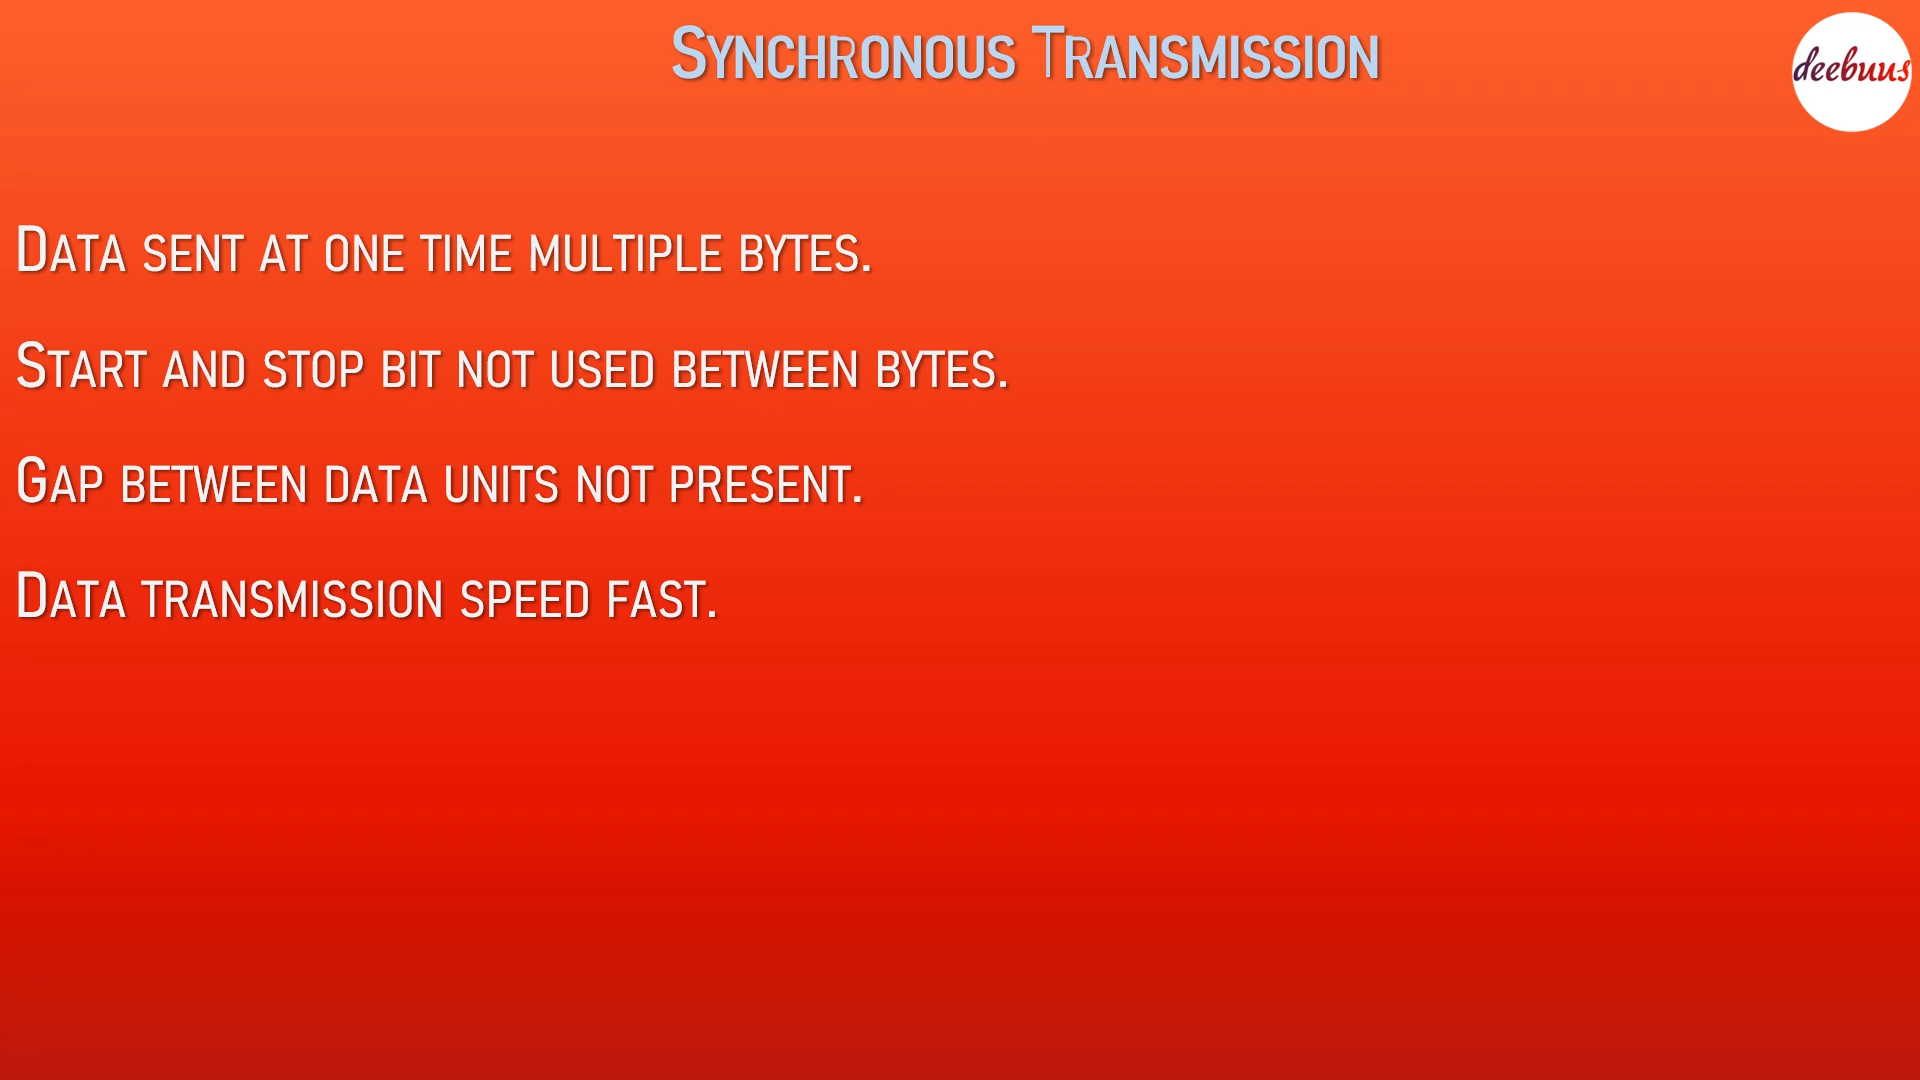 Synchronous Transmission
deebuus
Data sent at one time multiple bytes.
Start and stop bit not used between bytes.
Gap between data units not present.
Data transmission speed fast.